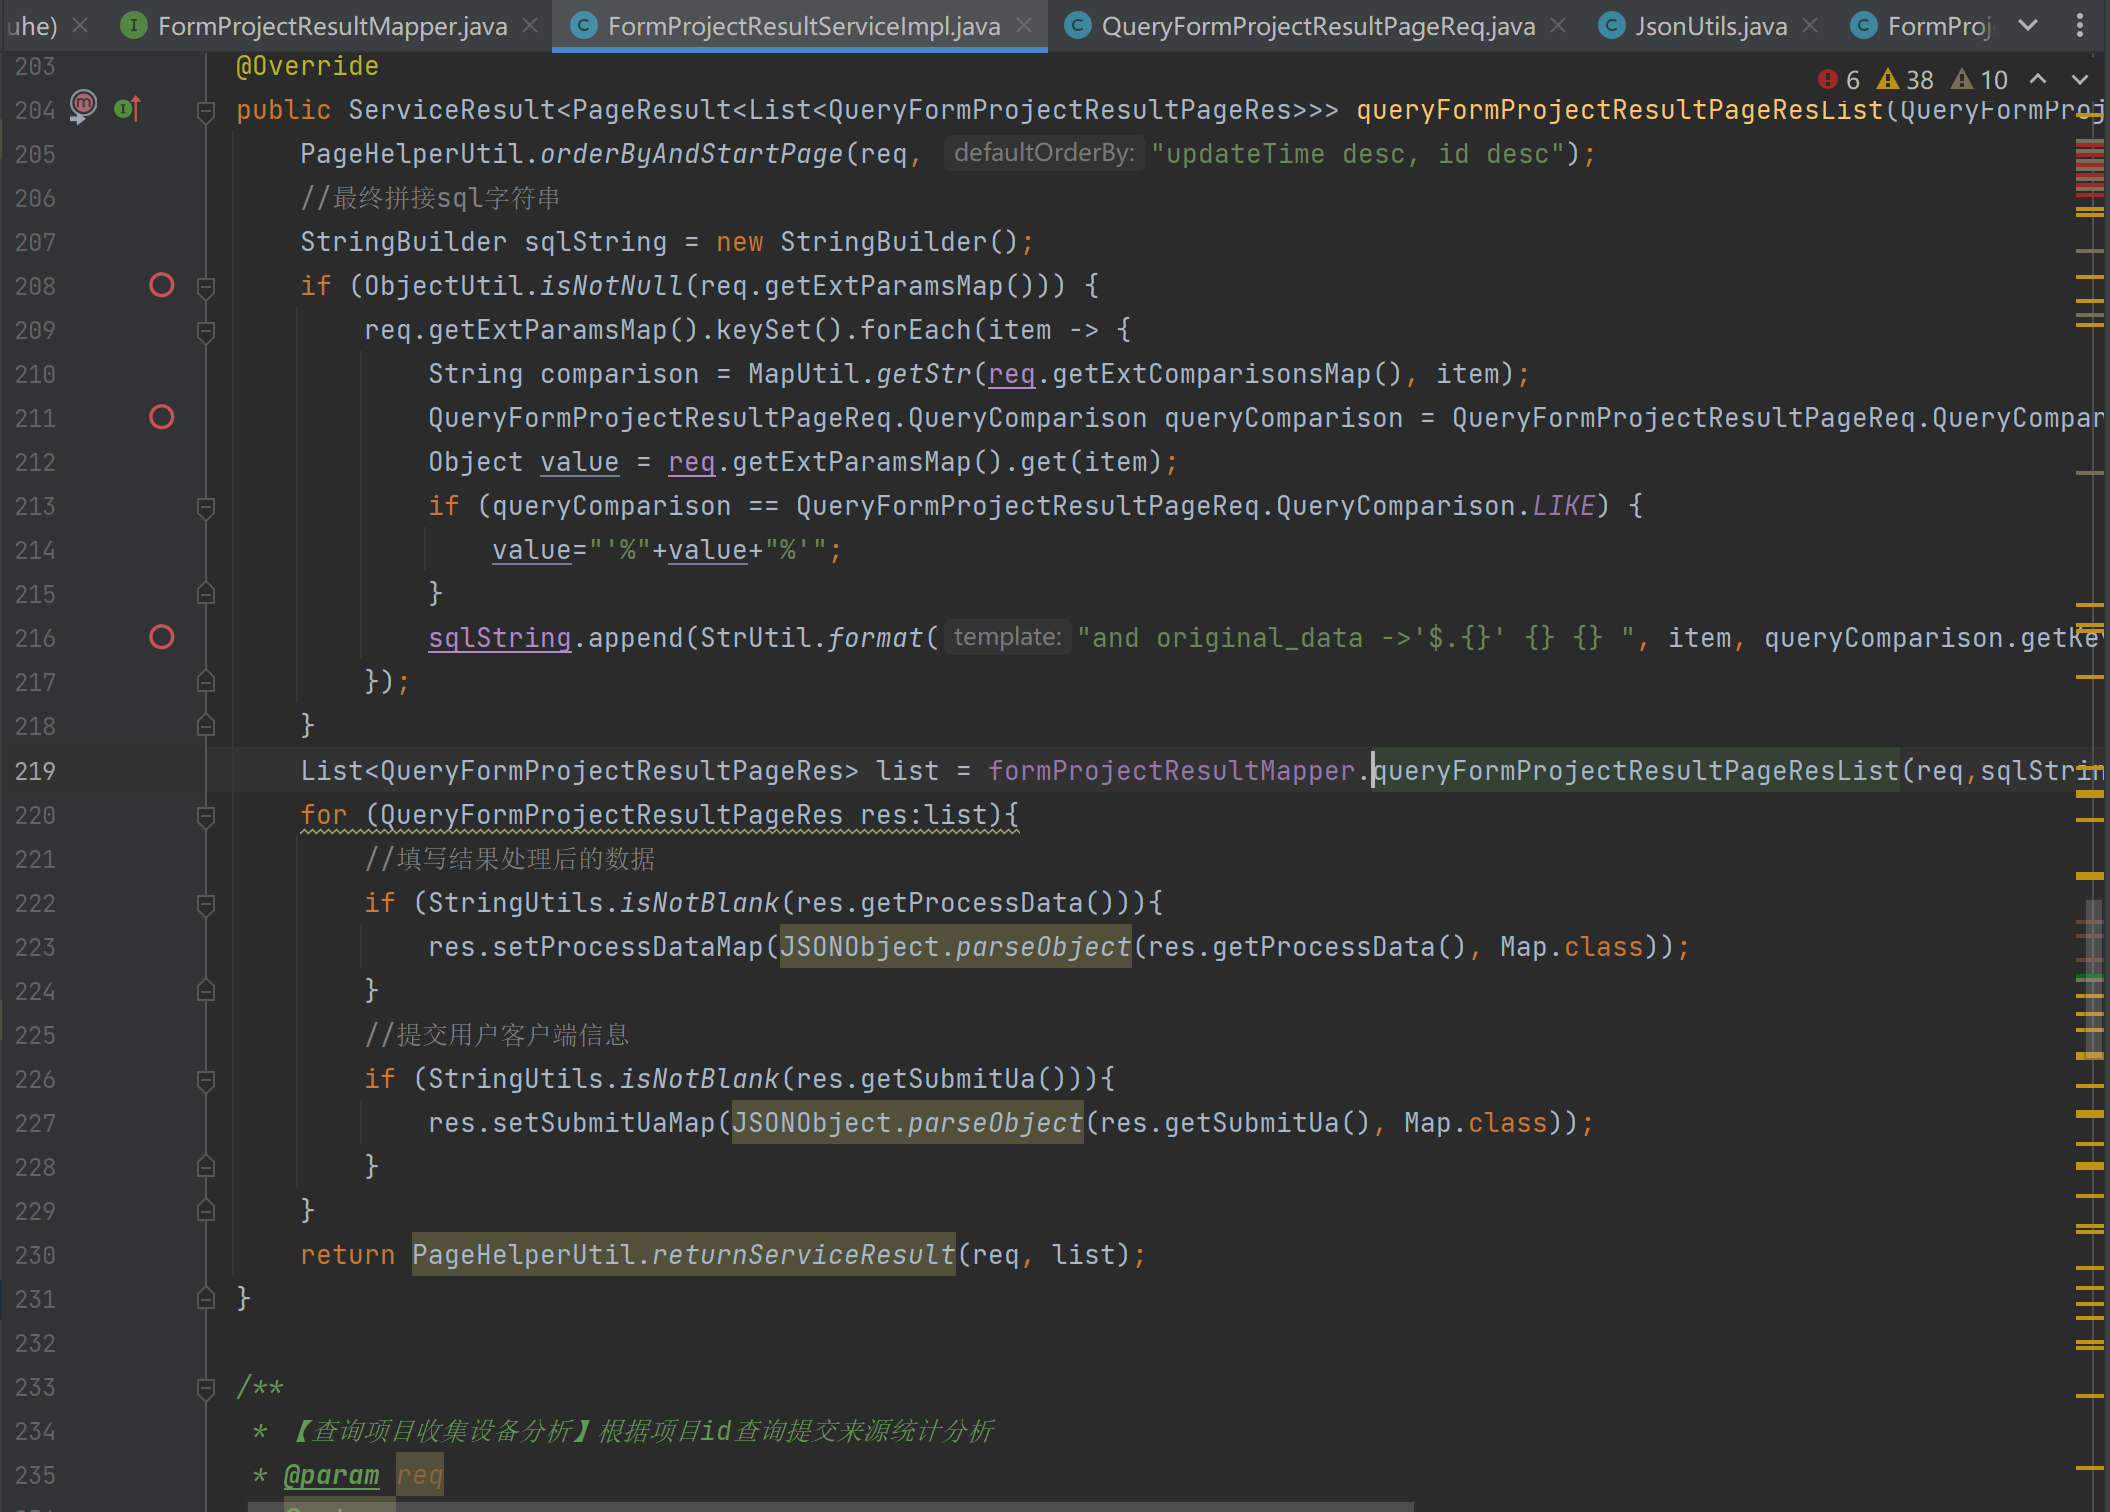 uhe) FormProjectResultMapper.java FormProjectResultServiceImpl.java QueryFormProjectResultPageReq.java JsonUtils.java FormProj
6 38 10
203 @Override
204 public ServiceResult<PageResult<List<QueryFormProjectResultPageRes>>> queryFormProjectResultPageResList(QueryFormProj
205 PageHelperUtil.orderByAndStartPage(req, defaultOrderBy: "updateTime desc, id desc");
206 //最终拼接sql字符串
207 StringBuilder sqlString = new StringBuilder();
208 if (ObjectUtil.isNotNull(req.getExtParamsMap())) {
209 req.getExtParamsMap().keySet().forEach(item -> {
210 String comparison = MapUtil.getStr(req.getExtComparisonsMap(), item);
211 QueryFormProjectResultPageReq.QueryComparison queryComparison = QueryFormProjectResultPageReq.QueryCompar
212 Object value = req.getExtParamsMap().get(item);
213 if (queryComparison == QueryFormProjectResultPageReq.QueryComparison.LIKE) {
214 value="'%"+value+"%'";
215 }
216 sqlString.append(StrUtil.format( template: "and original_data ->'$.{}' {} {} ", item, queryComparison.getKey
217 });
218 }
219 List<QueryFormProjectResultPageRes> list = formProjectResultMapper.queryFormProjectResultPageResList(req,sqlStrin
220 for (QueryFormProjectResultPageRes res:list){
221 //填写结果处理后的数据
222 if (StringUtils.isNotBlank(res.getProcessData())){
223 res.setProcessDataMap(JSONObject.parseObject(res.getProcessData(), Map.class));
224 }
225 //提交用户客户端信息
226 if (StringUtils.isNotBlank(res.getSubmitUa())){
227 res.setSubmitUaMap(JSONObject.parseObject(res.getSubmitUa(), Map.class));
228 }
229 }
230 return PageHelperUtil.returnServiceResult(req, list);
231 }
232
233 /**
234 * 【查询项目收集设备分析】根据项目id查询提交来源统计分析
235 * @param req